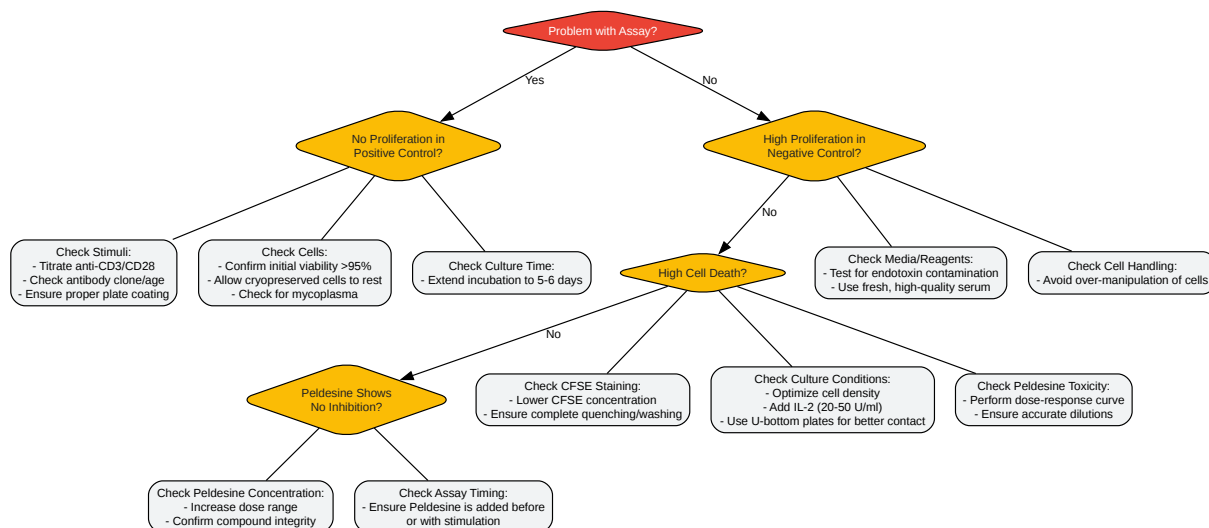 Problem with Assay?
Yes
No
No Proliferation in
Positive Control?
High Proliferation in
Negative Control?
No
Check Stimuli:
- Titrate anti-CD3/CD28
- Check antibody clone/age
- Ensure proper plate coating
Check Cells:
- Confirm initial viability >95%
- Allow cryopreserved cells to rest
- Check for mycoplasma
Check Culture Time:
- Extend incubation to 5-6 days
High Cell Death?
Check Media/Reagents:
- Test for endotoxin contamination
- Use fresh, high-quality serum
Check Cell Handling:
- Avoid over-manipulation of cells
No
Peldesine Shows
No Inhibition?
Check CFSE Staining:
- Lower CFSE concentration
- Ensure complete quenching/washing
Check Culture Conditions:
- Optimize cell density
- Add IL-2 (20-50 U/ml)
- Use U-bottom plates for better contact
Check Peldesine Toxicity:
- Perform dose-response curve
- Ensure accurate dilutions
Check Peldesine Concentration:
- Increase dose range
- Confirm compound integrity
Check Assay Timing:
- Ensure Peldesine is added before
or with stimulation